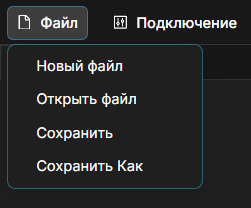 Файл Подключение
Новый файл
Открыть файл
Сохранить
Сохранить Как